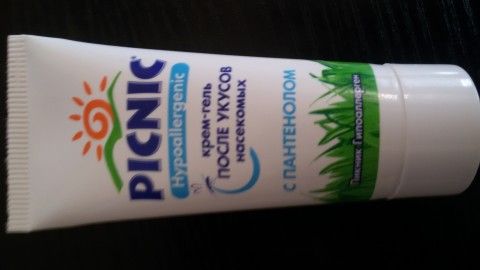 PICNIC
Hypoallergenic
крем-гель
ПОСЛЕ УКУСОВ
насекомых
С ПАНТЕНОЛОМ
Пикник Гипоаллерген